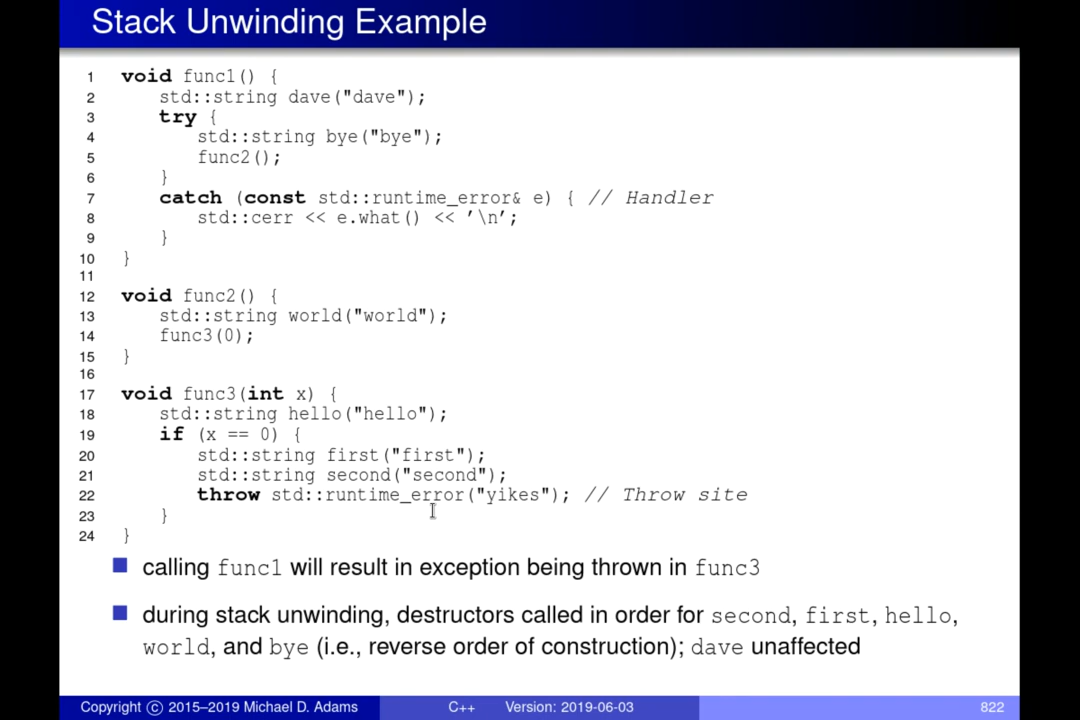 Stack Unwinding Example
1 void func1() {
2 std::string dave("dave");
3 try {
4 std::string bye("bye");
5 func2();
6 }
7 catch (const std::runtime_error& e) { // Handler
8 std::cerr << e.what() << '\n';
9 }
10 }
11
12 void func2() {
13 std::string world("world");
14 func3(0);
15 }
16
17 void func3(int x) {
18 std::string hello("hello");
19 if (x == 0) {
20 std::string first("first");
21 std::string second("second");
22 throw std::runtime_error("yikes"); // Throw site
23 }
24 }
calling func1 will result in exception being thrown in func3
during stack unwinding, destructors called in order for second, first, hello,
world, and bye (i.e., reverse order of construction); dave unaffected
Copyright © 2015–2019 Michael D. Adams C++ Version: 2019-06-03 822